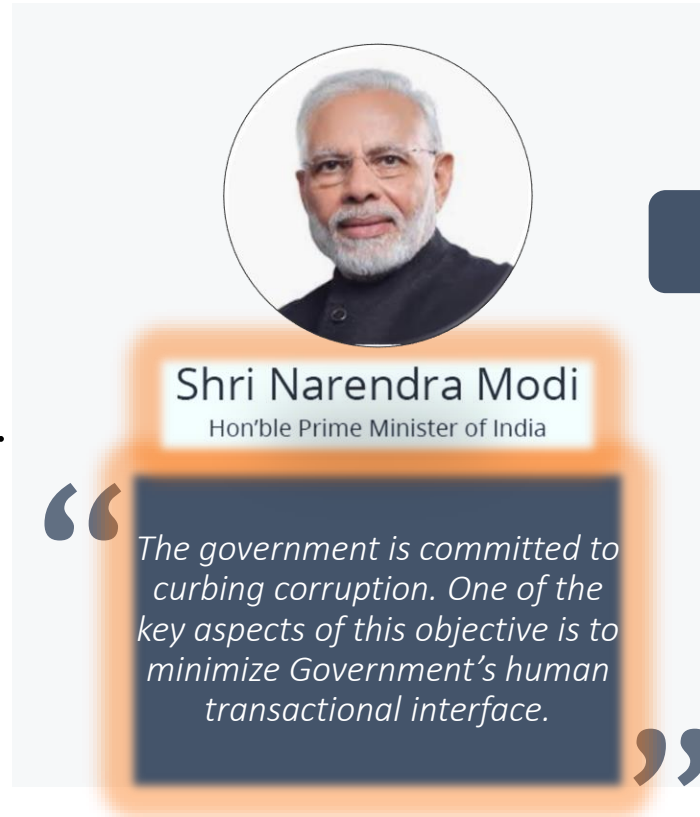 Shri Narendra Modi
Hon’ble Prime Minister of India
“
The government is committed to
curbing corruption. One of the
key aspects of this objective is to
minimize Government’s human
transactional interface.
”